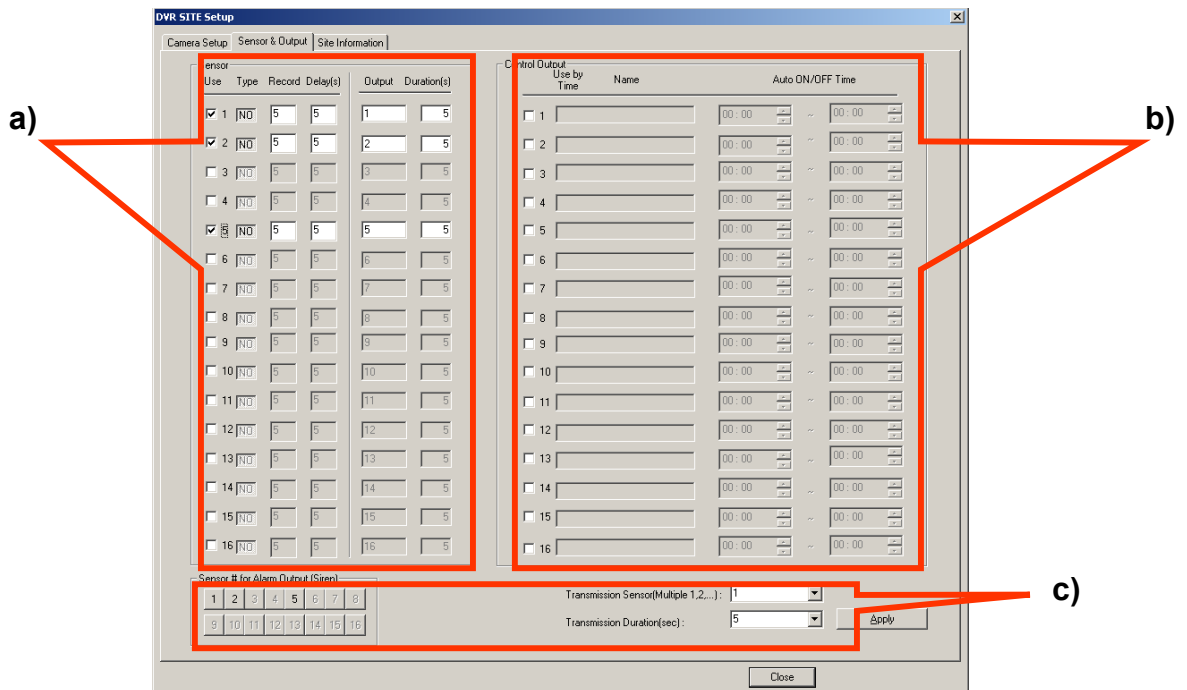 DVR SITE Setup
Camera Setup Sensor & Output Site Information
a)
b)
c)
Sensor
Use Type Record Delay(s) Output Duration(s)
1 NO 5 5 1 5
2 NO 5 5 2 5
3 NO 5 5 3 5
4 NO 5 5 4 5
5 NO 5 5 5 5
6 NO 5 5 6 5
7 NO 5 5 7 5
8 NO 5 5 8 5
9 NO 5 5 9 5
10 NO 5 5 10 5
11 NO 5 5 11 5
12 NO 5 5 12 5
13 NO 5 5 13 5
14 NO 5 5 14 5
15 NO 5 5 15 5
16 NO 5 5 16 5
Control Output
Use by Time Name Auto ON/OFF Time
1 00 : 00 ~ 00 : 00
2 00 : 00 ~ 00 : 00
3 00 : 00 ~ 00 : 00
4 00 : 00 ~ 00 : 00
5 00 : 00 ~ 00 : 00
6 00 : 00 ~ 00 : 00
7 00 : 00 ~ 00 : 00
8 00 : 00 ~ 00 : 00
9 00 : 00 ~ 00 : 00
10 00 : 00 ~ 00 : 00
11 00 : 00 ~ 00 : 00
12 00 : 00 ~ 00 : 00
13 00 : 00 ~ 00 : 00
14 00 : 00 ~ 00 : 00
15 00 : 00 ~ 00 : 00
16 00 : 00 ~ 00 : 00
Sensor # for Alarm Output (Siren)
1 2 3 4 5 6 7 8
9 10 11 12 13 14 15 16
Transmission Sensor(Multiple 1,2,...) : 1
Transmission Duration(sec) : 5
Apply
Close